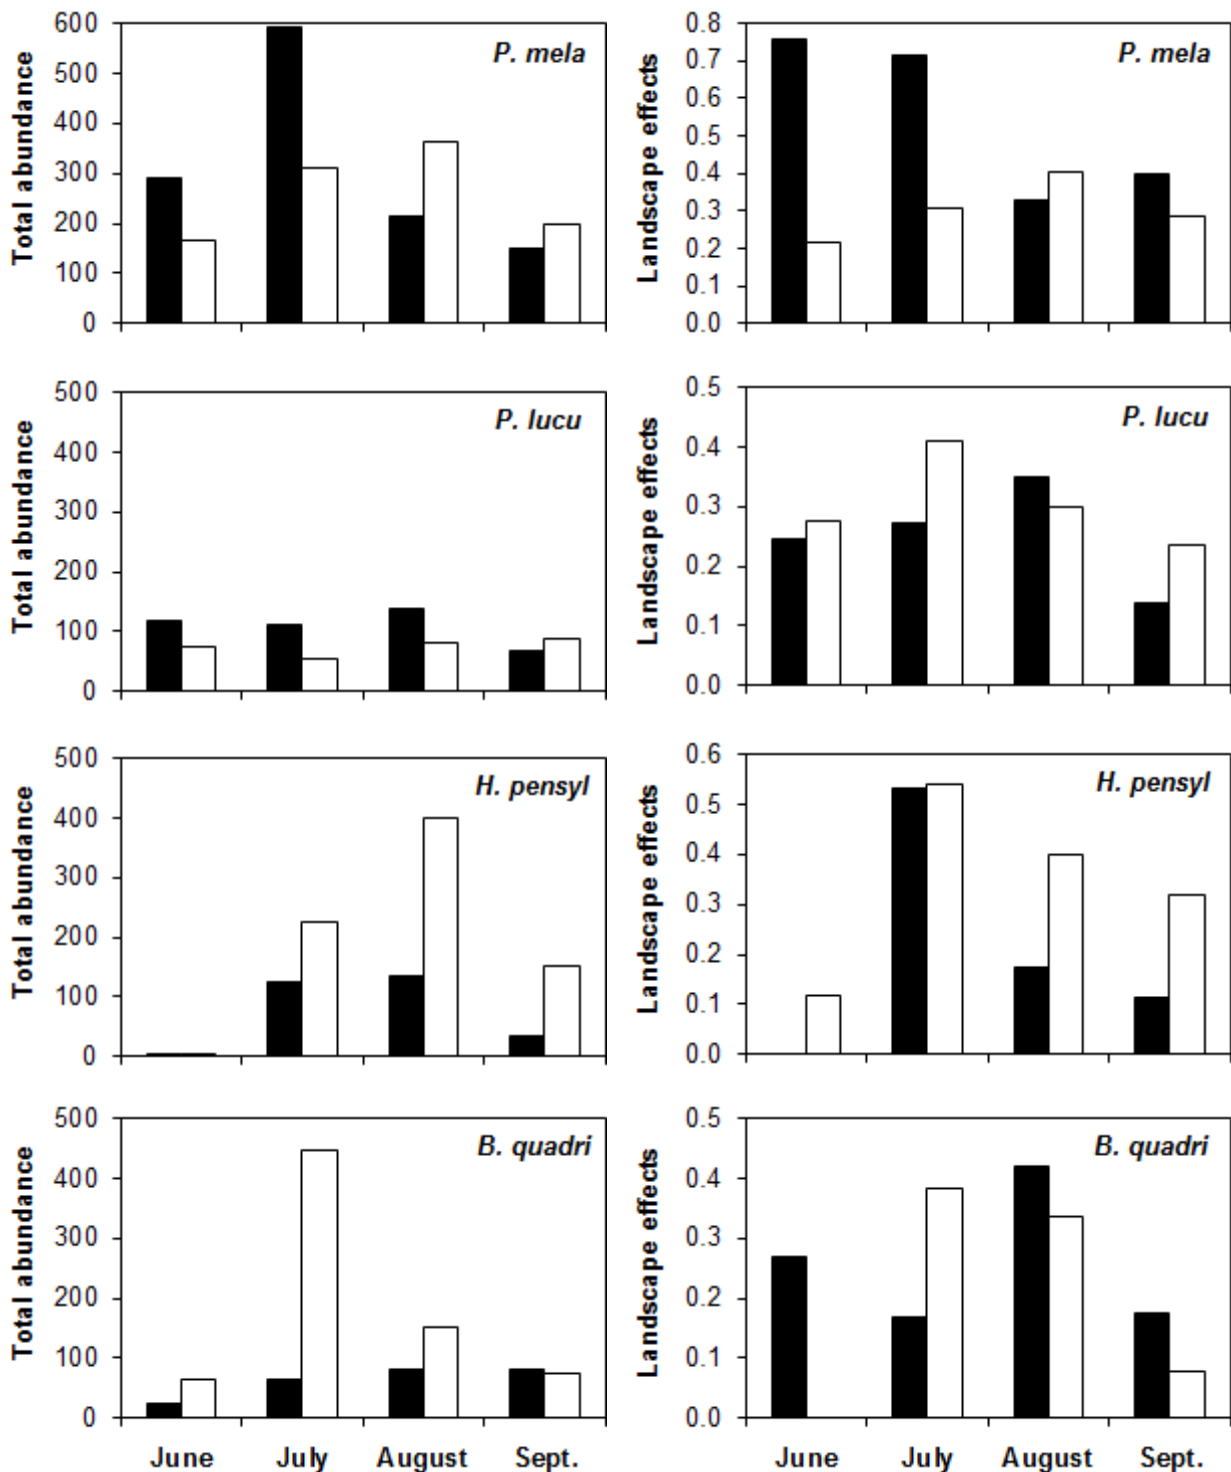 Total abundance
600
500
400
300
200
100
0
P. mela
Landscape effects
0.8
0.7
0.6
0.5
0.4
0.3
0.2
0.1
0.0
P. mela
Total abundance
500
400
300
200
100
0
P. lucu
Landscape effects
0.5
0.4
0.3
0.2
0.1
0.0
P. lucu
Total abundance
500
400
300
200
100
0
H. pensyl
Landscape effects
0.6
0.5
0.4
0.3
0.2
0.1
0.0
H. pensyl
Total abundance
500
400
300
200
100
0
B. quadri
June July August Sept.
Landscape effects
0.5
0.4
0.3
0.2
0.1
0.0
B. quadri
June July August Sept.